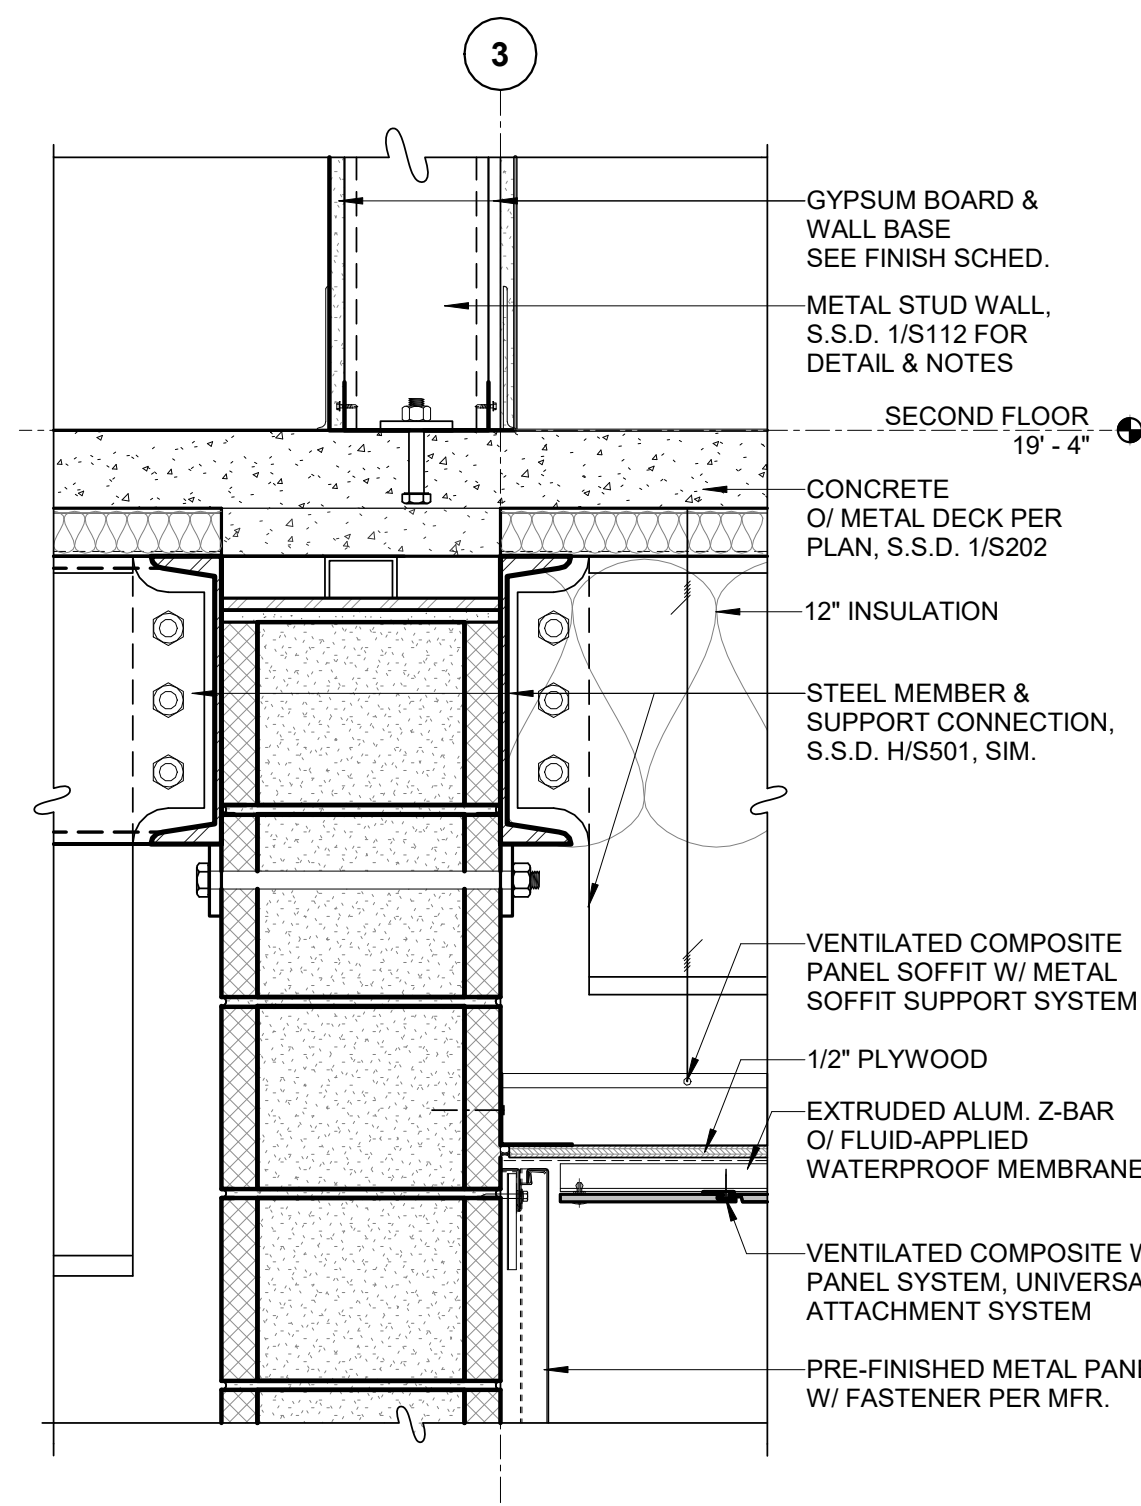 3
GYPSUM BOARD &
WALL BASE
SEE FINISH SCHED.
METAL STUD WALL,
S.S.D. 1/S112 FOR
DETAIL & NOTES
SECOND FLOOR
19' - 4"
CONCRETE
O/ METAL DECK PER
PLAN, S.S.D. 1/S202
12" INSULATION
STEEL MEMBER &
SUPPORT CONNECTION,
S.S.D. H/S501, SIM.
VENTILATED COMPOSITE
PANEL SOFFIT W/ METAL
SOFFIT SUPPORT SYSTEM
1/2" PLYWOOD
EXTRUDED ALUM. Z-BAR
O/ FLUID-APPLIED
WATERPROOF MEMBRANE
VENTILATED COMPOSITE
PANEL SYSTEM,
ATTACHMENT SYSTEM
PRE-FINISHED METAL
W/ FASTENER PER MFR.